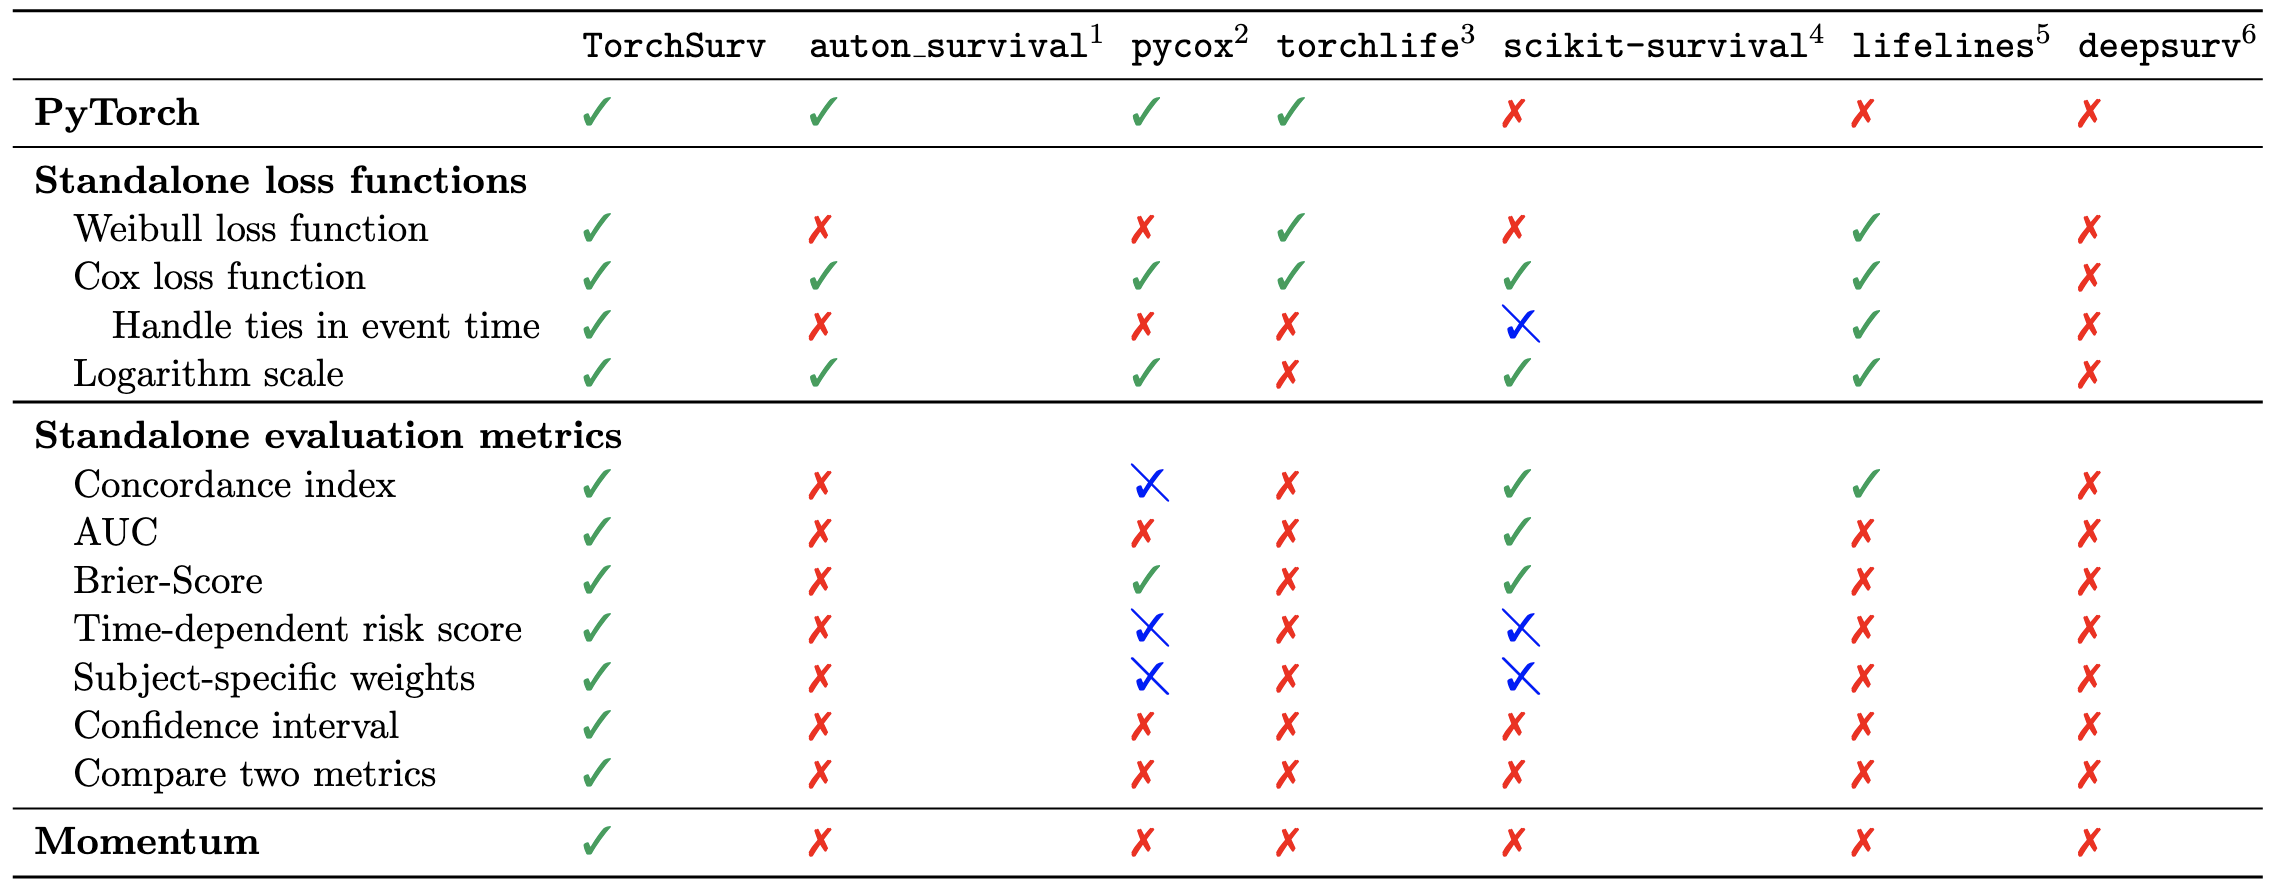 TorchSurv auton_survival¹ pycox² torchlife³ scikit-survival⁴ lifelines⁵ deepsurv⁶
PyTorch ✓ ✓ ✓ ✓ ✗ ✗ ✗
Standalone loss functions
Weibull loss function ✓ ✗ ✗ ✓ ✗ ✓ ✗
Cox loss function ✓ ✓ ✓ ✓ ✓ ✓ ✗
Handle ties in event time ✓ ✗ ✗ ✗ ✓ ✓ ✗
Logarithm scale ✓ ✓ ✓ ✗ ✓ ✓ ✗
Standalone evaluation metrics
Concordance index ✓ ✗ ✓ ✗ ✓ ✓ ✗
AUC ✓ ✗ ✗ ✗ ✓ ✗ ✗
Brier-Score ✓ ✗ ✓ ✗ ✓ ✗ ✗
Time-dependent risk score ✓ ✗ ✓ ✗ ✓ ✗ ✗
Subject-specific weights ✓ ✗ ✓ ✗ ✓ ✗ ✗
Confidence interval ✓ ✗ ✗ ✗ ✗ ✗ ✗
Compare two metrics ✓ ✗ ✗ ✗ ✗ ✗ ✗
Momentum ✓ ✗ ✗ ✗ ✗ ✗ ✗